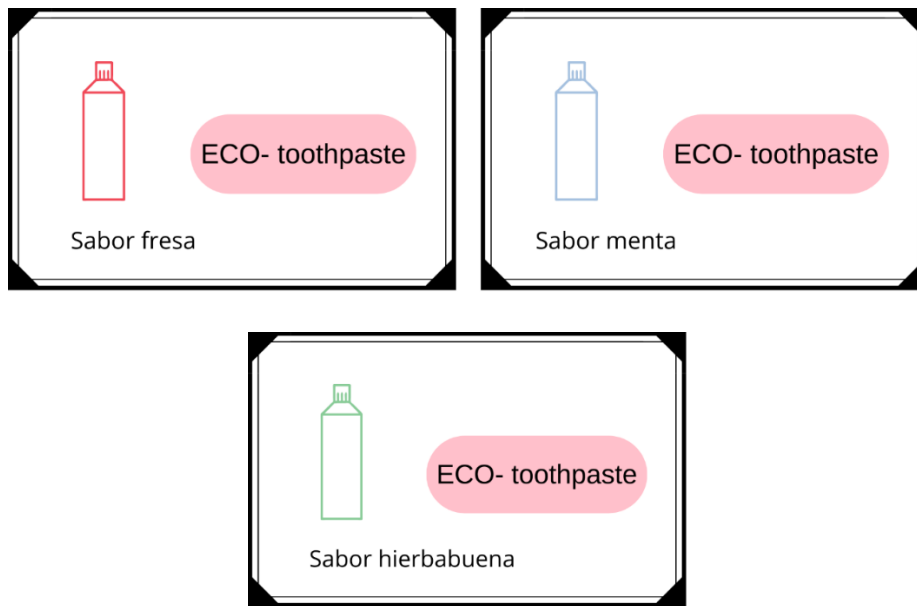 ECO- toothpaste
Sabor fresa
ECO- toothpaste
Sabor menta
ECO- toothpaste
Sabor hierbabuena